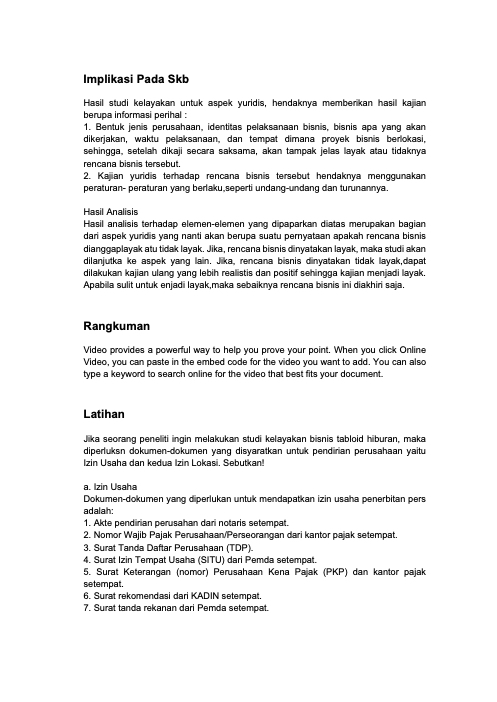 Implikasi Pada Skb
Hasil studi kelayakan untuk aspek yuridis, hendaknya memberikan hasil kajian
berupa informasi perihal :
1. Bentuk jenis perusahaan, identitas pelaksanaan bisnis, bisnis apa yang akan
dikerjakan, waktu pelaksanaan, dan tempat dimana proyek bisnis berlokasi,
sehingga, setelah dikaji secara saksama, akan tampak jelas layak atau tidaknya
rencana bisnis tersebut.
2. Kajian yuridis terhadap rencana bisnis tersebut hendaknya menggunakan
peraturan- peraturan yang berlaku,seperti undang-undang dan turunannya.
Hasil Analisis
Hasil analisis terhadap elemen-elemen yang dipaparkan diatas merupakan bagian
dari aspek yuridis yang nanti akan berupa suatu pernyataan apakah rencana bisnis
dianggaplayak atu tidak layak. Jika, rencana bisnis dinyatakan layak, maka studi akan
dilanjutka ke aspek yang lain. Jika, rencana bisnis dinyatakan tidak layak,dapat
dilakukan kajian ulang yang lebih realistis dan positif sehingga kajian menjadi layak.
Apabila sulit untuk enjadi layak,maka sebaiknya rencana bisnis ini diakhiri saja.
Rangkuman
Video provides a powerful way to help you prove your point. When you click Online
Video, you can paste in the embed code for the video you want to add. You can also
type a keyword to search online for the video that best fits your document.
Latihan
Jika seorang peneliti ingin melakukan studi kelayakan bisnis tabloid hiburan, maka
diperluksn dokumen-dokumen yang disyaratkan untuk pendirian perusahaan yaitu
Izin Usaha dan kedua Izin Lokasi. Sebutkan!
a. Izin Usaha
Dokumen-dokumen yang diperlukan untuk mendapatkan izin usaha penerbitan pers
adalah:
1. Akte pendirian perusahan dari notaris setempat.
2. Nomor Wajib Pajak Perusahaan/Perseorangan dari kantor pajak setempat.
3. Surat Tanda Daftar Perusahaan (TDP).
4. Surat Izin Tempat Usaha (SITU) dari Pemda setempat.
5. Surat Keterangan (nomor) Perusahaan Kena Pajak (PKP) dan kantor pajak
setempat.
6. Surat rekomendasi dari KADIN setempat.
7. Surat tanda rekanan dari Pemda setempat.